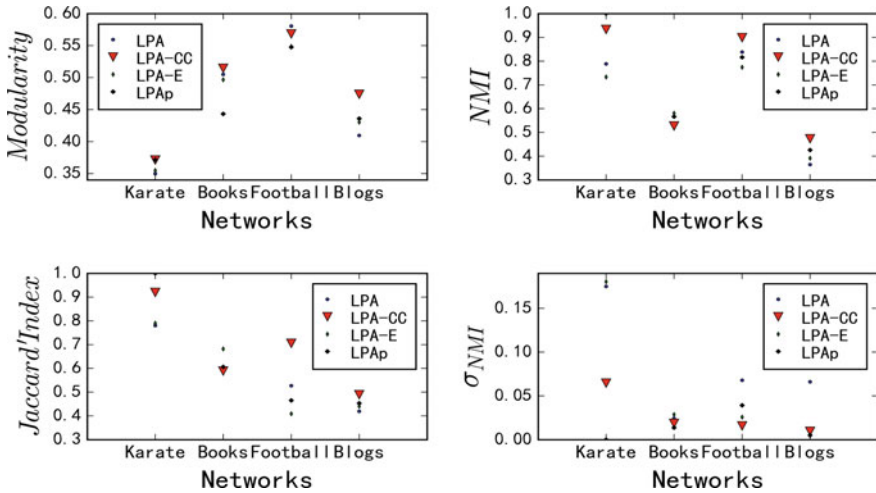 Modularity
0.60
0.55
0.50
0.45
0.40
0.35
LPA
LPA-CC
LPA-E
LPAp
Karate Books Football Blogs
Networks
NMI
1.0
0.9
0.8
0.7
0.6
0.5
0.4
0.3
LPA
LPA-CC
LPA-E
LPAp
Karate Books Football Blogs
Networks
Jaccard'Index
1.0
0.9
0.8
0.7
0.6
0.5
0.4
0.3
LPA
LPA-CC
LPA-E
LPAp
Karate Books Football Blogs
Networks
σNMI
0.15
0.10
0.05
0.00
LPA
LPA-CC
LPA-E
LPAp
Karate Books Football Blogs
Networks